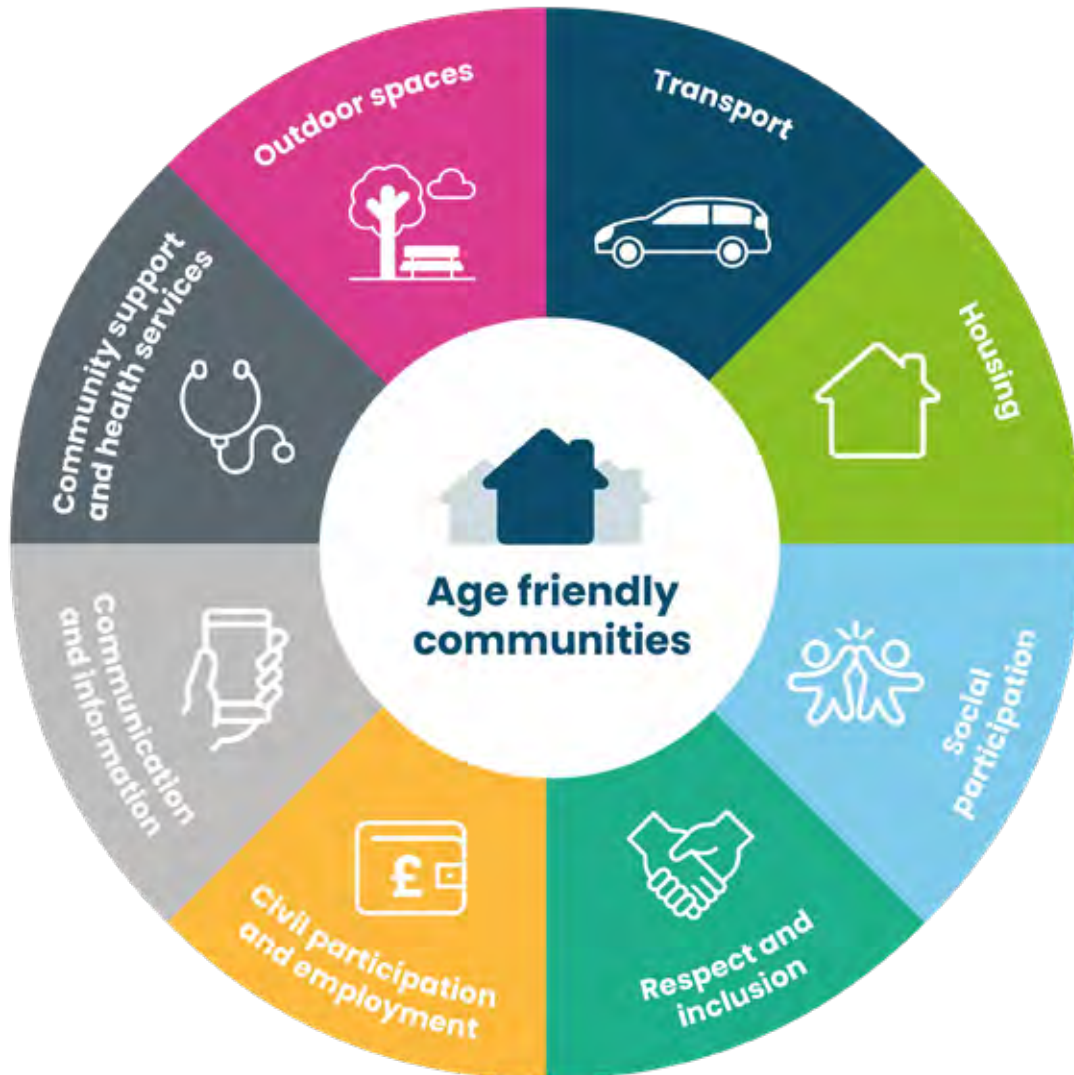 Outdoor spaces
Transport
Housing
Social
participation
Respect and
inclusion
Civil participation
and employment
£
Communication
and information
Community support
and health services
Age friendly
communities